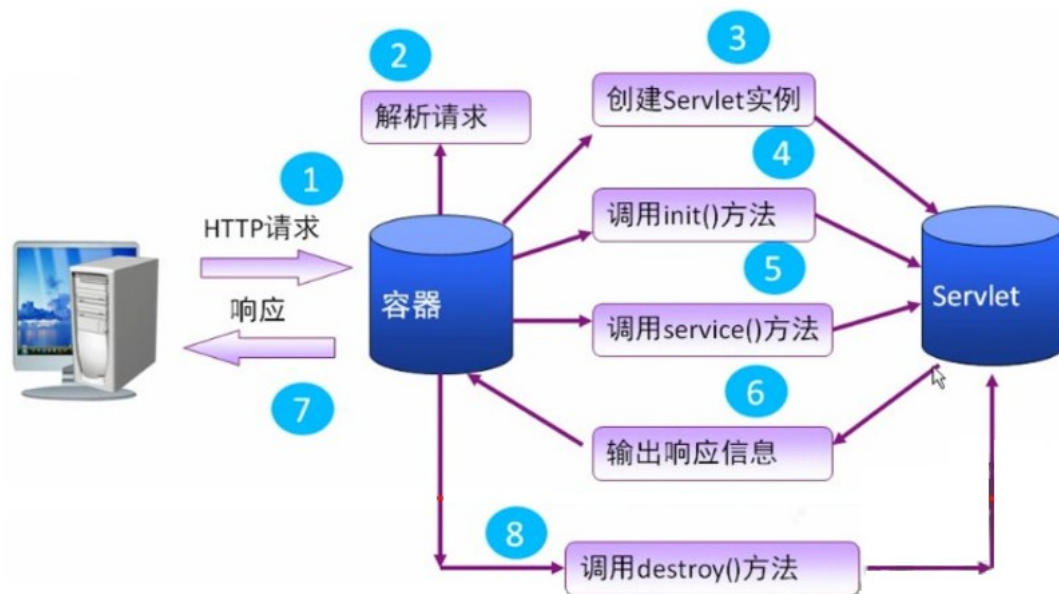 2
3
解析请求
创建Servlet实例
1
4
HTTP请求
调用init()方法
5
容器
Servlet
响应
调用service()方法
7
6
输出响应信息
8
调用destroy()方法